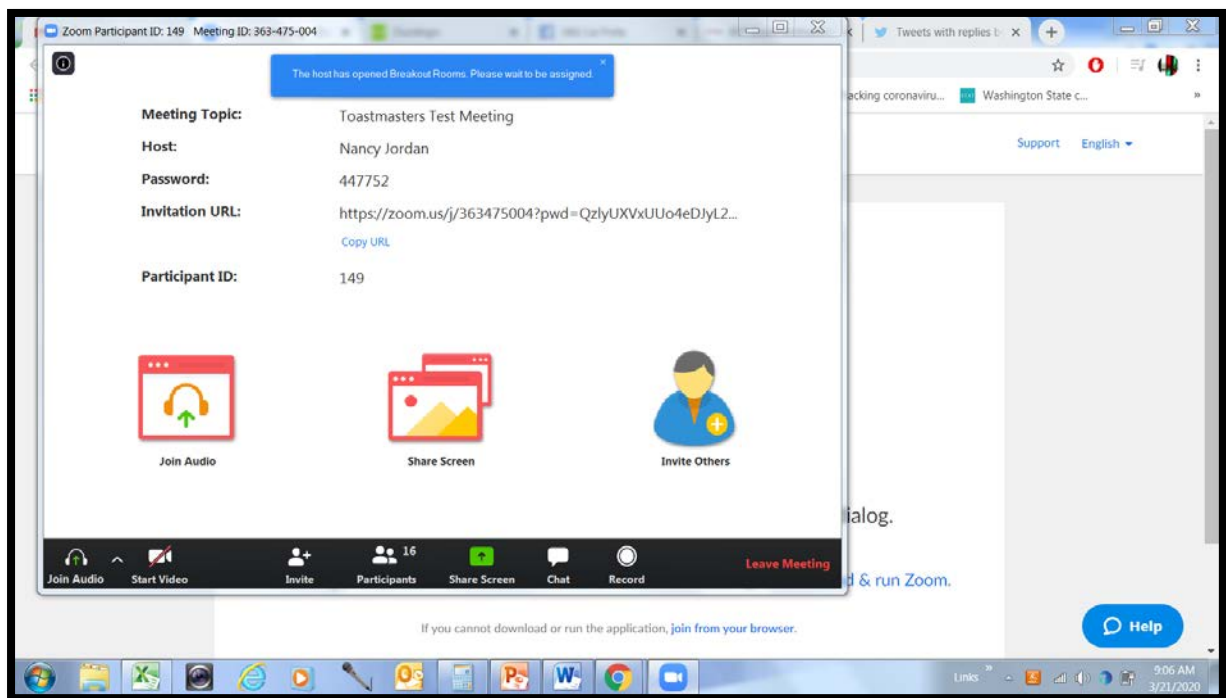 Zoom Participant ID: 149 Meeting ID: 363-475-004
Tweets with replies b
The host has opened Breakout Rooms. Please wait to be assigned.
acking coronaviru... Washington State c...
Meeting Topic: Toastmasters Test Meeting
Host: Nancy Jordan
Support English
Password: 447752
Invitation URL: https://zoom.us/j/363475004?pwd=QzlyUXVxUUo4eDJyL2...
Copy URL
Participant ID: 149
Join Audio Share Screen Invite Others
ialog.
16
Join Audio Start Video Invite Participants Share Screen Chat Record Leave Meeting
d & run Zoom.
If you cannot download or run the application, join from your browser.
Help
Links
9:06 AM
3/21/2020